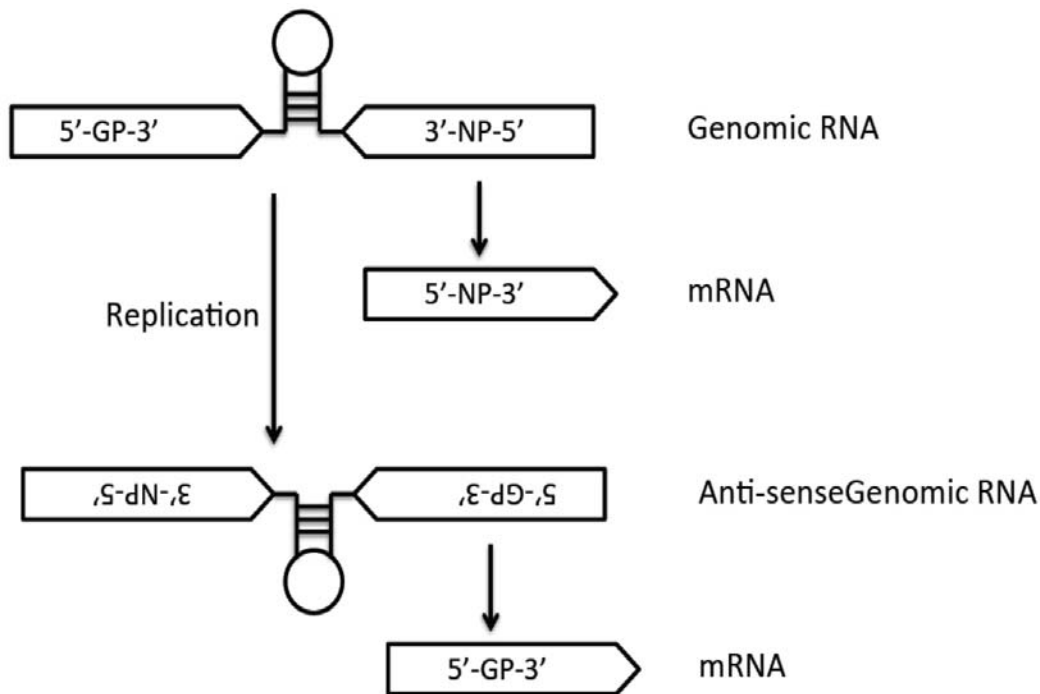 5’-GP-3’
3’-NP-5’
Genomic RNA
5’-NP-3’
mRNA
Replication
3’-NP-5’
5’-GP-3’
Anti-senseGenomic RNA
5’-GP-3’
mRNA